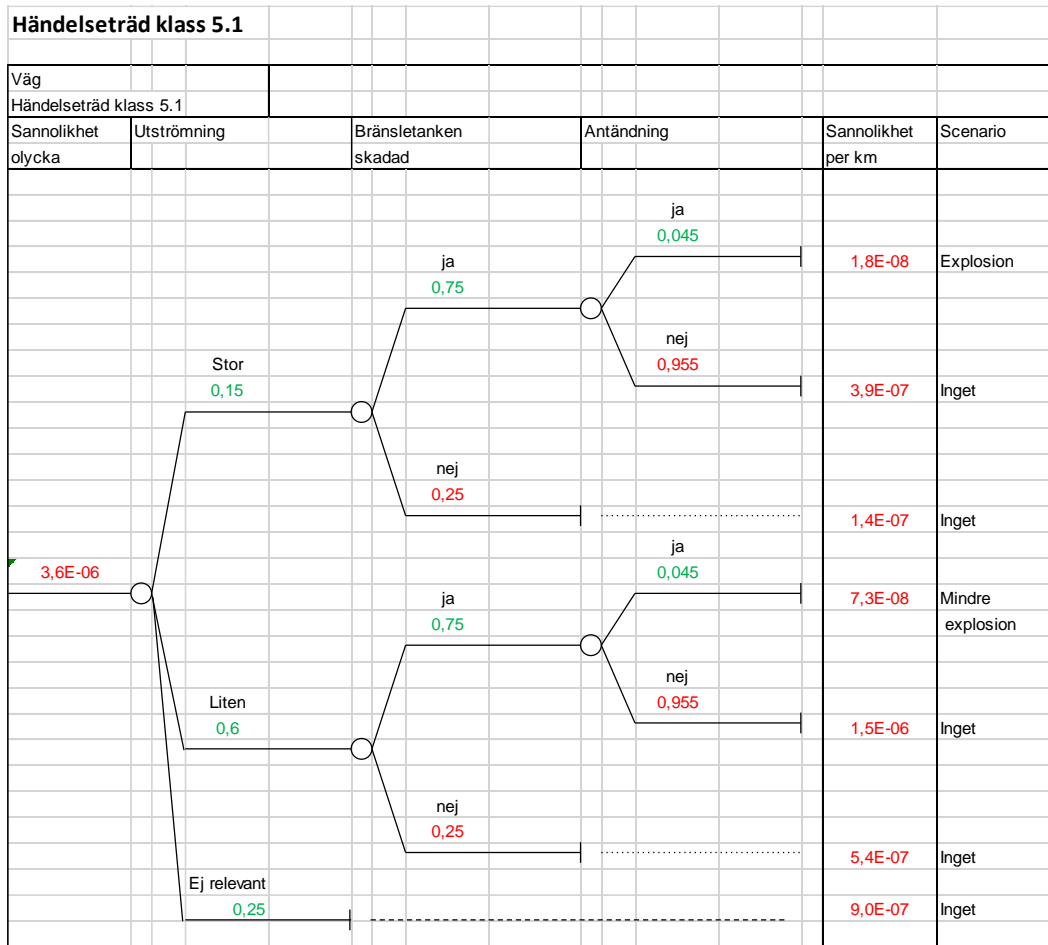 Händelseträd klass 5.1
Väg
Händelseträd klass 5.1
Sannolikhet olycka
Utströmning
Bränsletanken skadad
Antändning
Sannolikhet per km
Scenario
ja
0,045
1,8E-08 Explosion
ja
0,75
nej
0,955
3,9E-07 Inget
Stor
0,15
nej
0,25
1,4E-07 Inget
3,6E-06
ja
0,045
7,3E-08 Mindre
explosion
ja
0,75
nej
0,955
1,5E-06 Inget
Liten
0,6
nej
0,25
5,4E-07 Inget
Ej relevant
0,25
9,0E-07 Inget